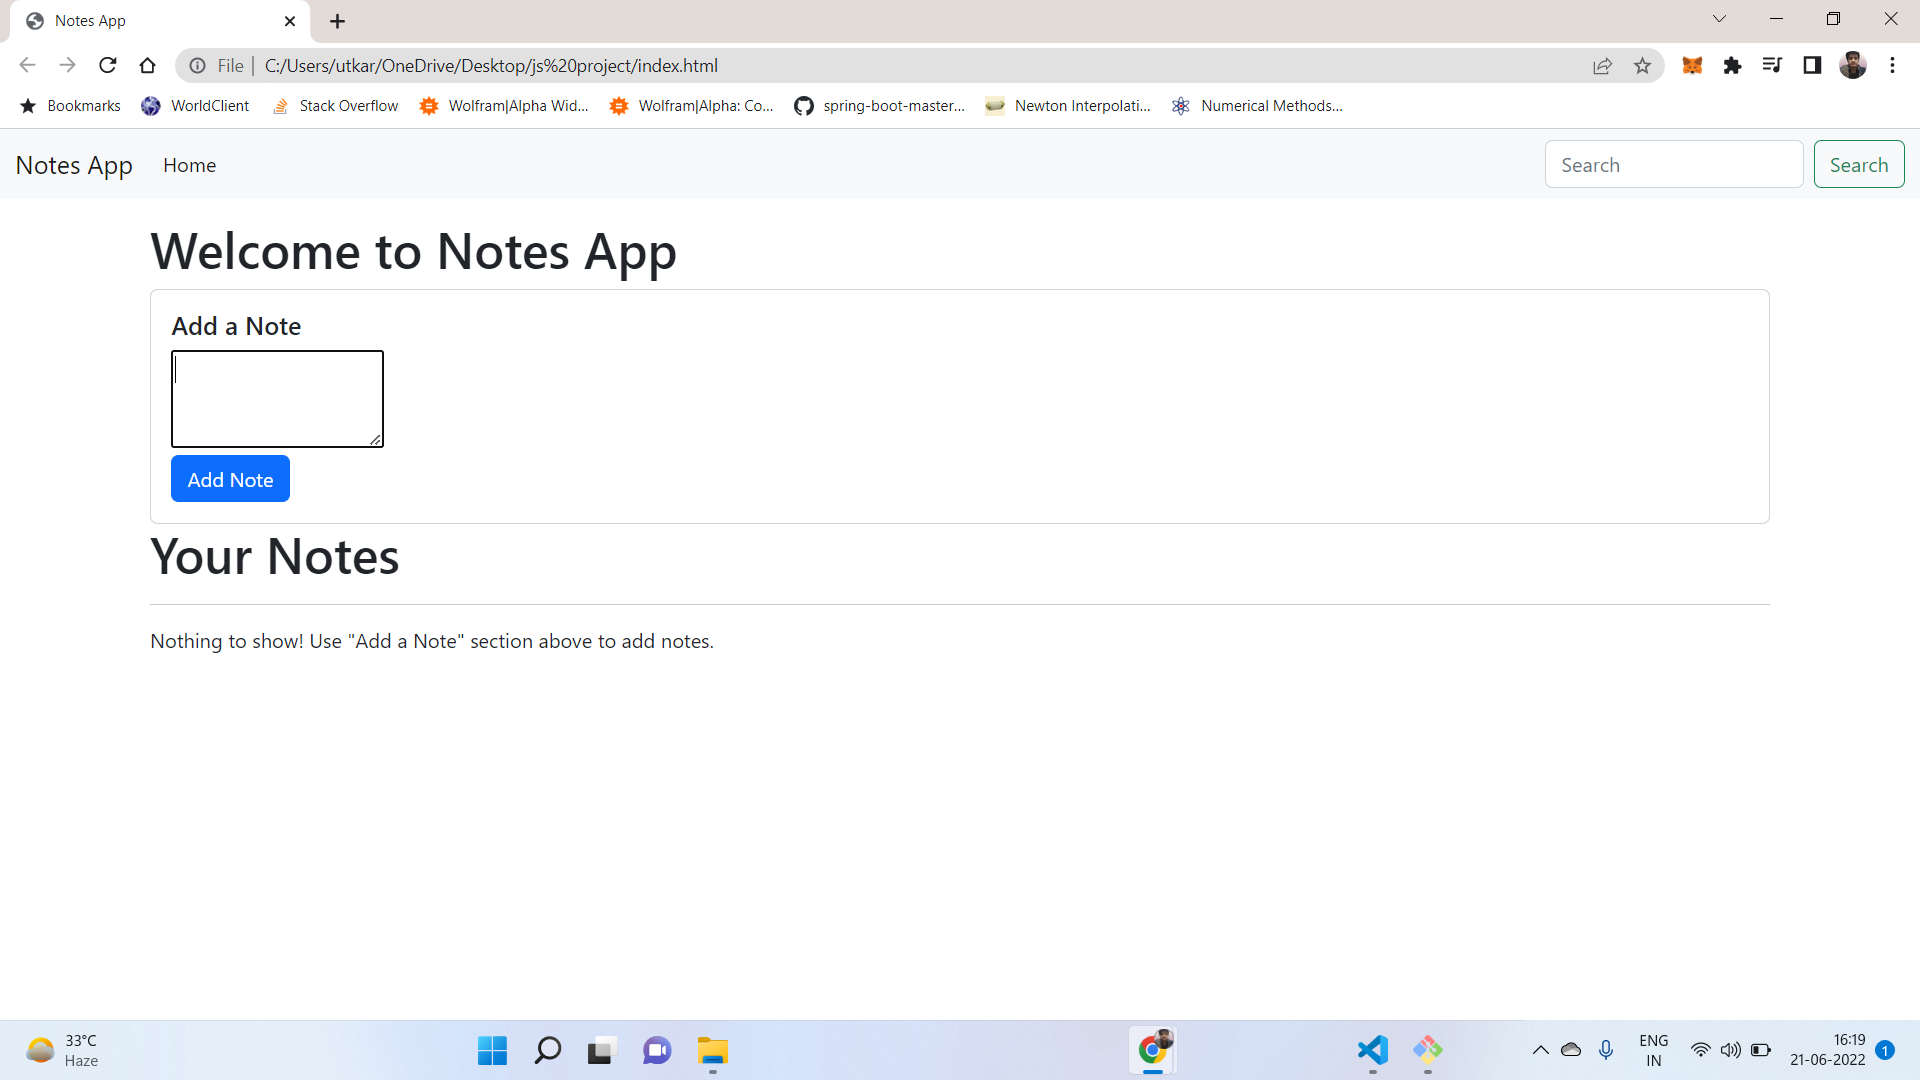 Notes App
File | C:/Users/utkar/OneDrive/Desktop/js%20project/index.html
Bookmarks WorldClient Stack Overflow Wolfram|Alpha Wid... Wolfram|Alpha: Co... spring-boot-master... Newton Interpolati... Numerical Methods...
Notes App Home Search Search
Welcome to Notes App
Add a Note
Add Note
Your Notes
Nothing to show! Use "Add a Note" section above to add notes.
33°C
Haze
ENG
IN
16:19
21-06-2022
1